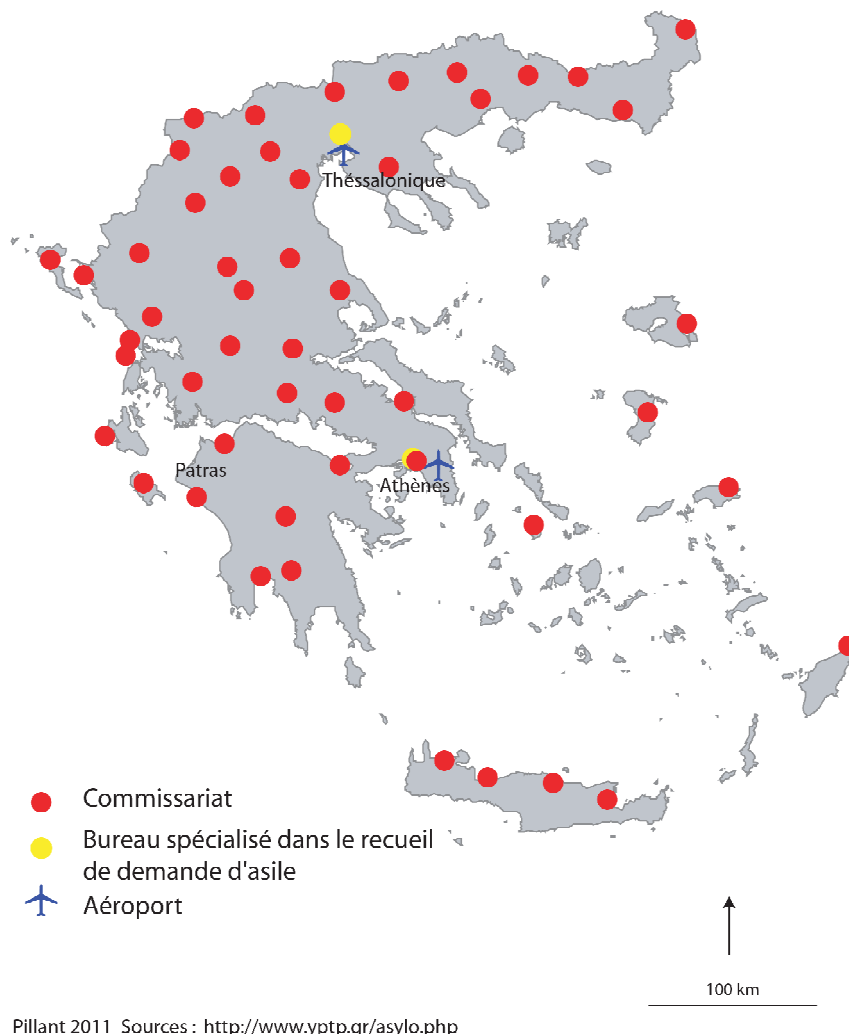 Théssalonique
Patras
Athènes
Commissariat
Bureau spécialisé dans le recueil
de demande d'asile
Aéroport
100 km
Pillant 2011 Sources : http://www.yptp.gr/asylo.php